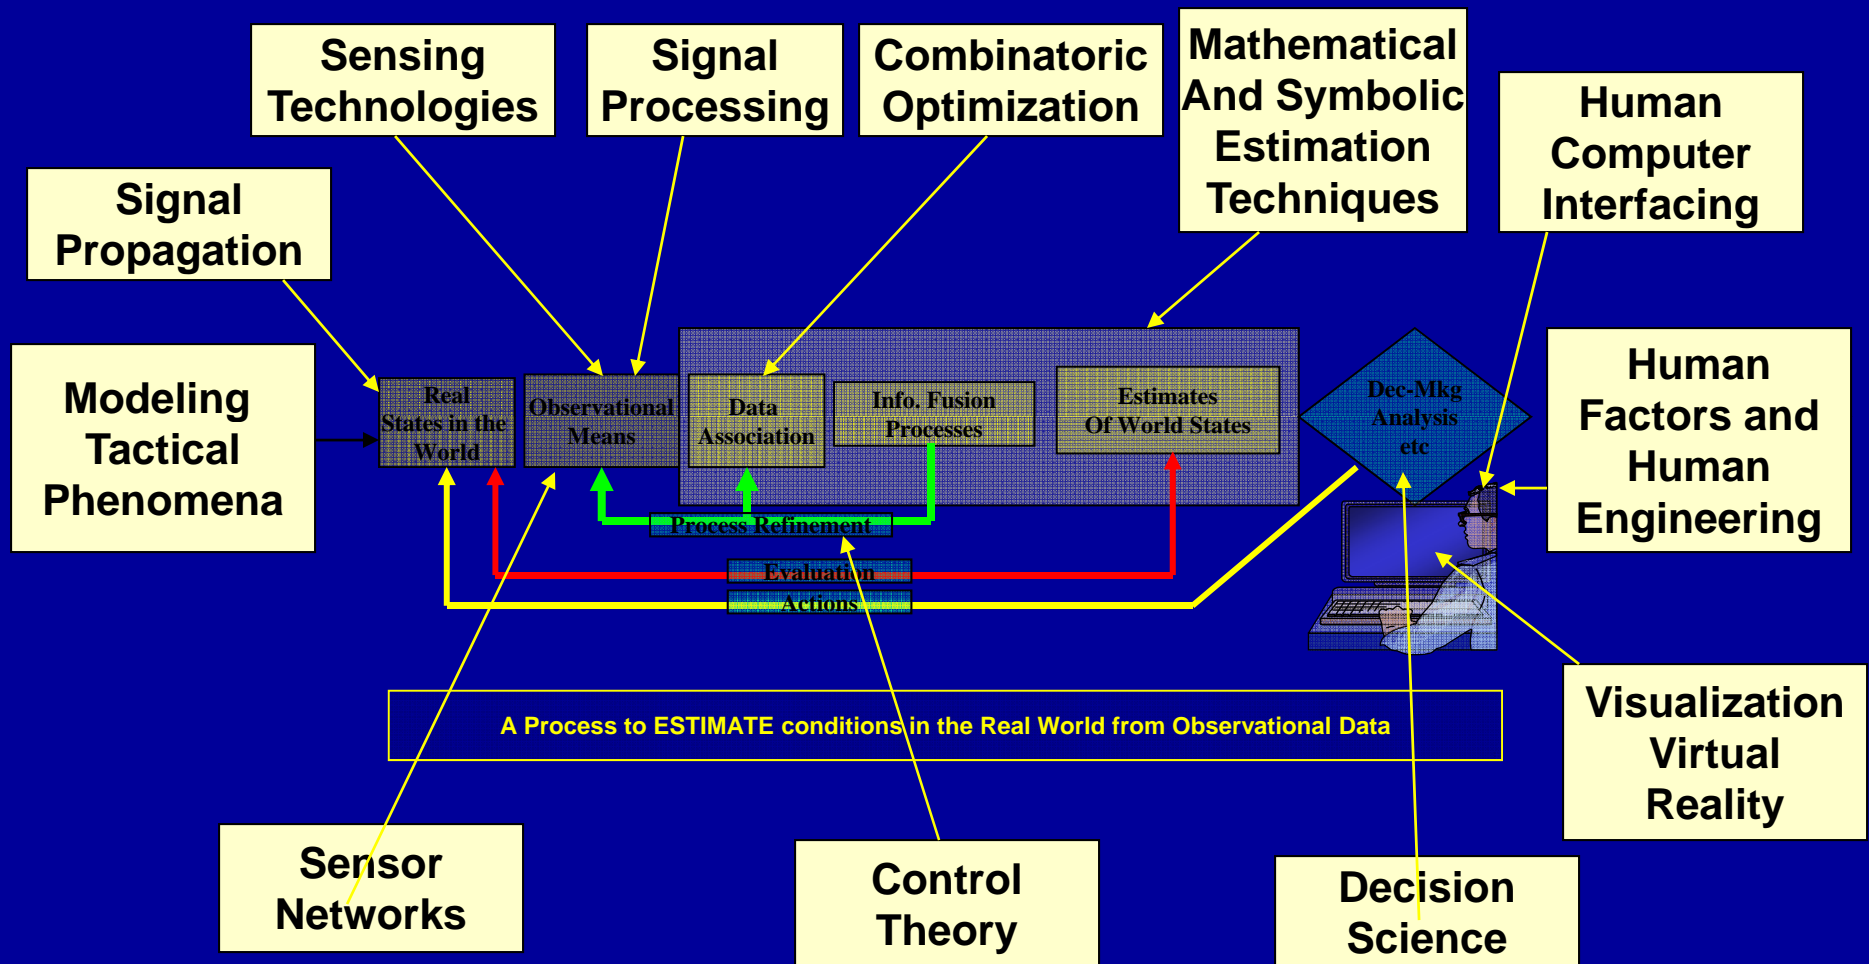 Sensing
Technologies
Signal
Processing
Combinatoric
Optimization
Mathematical
And Symbolic
Estimation
Techniques
Human
Computer
Interfacing
Signal
Propagation
Modeling
Tactical
Phenomena
Real
States in the
World
Observational
Means
Data
Association
Info. Fusion
Processes
Estimates
Of World States
Dec-Mkg
Analysis
etc
Human
Factors and
Human
Engineering
Process Refinement
Evaluation
Actions
A Process to ESTIMATE conditions in the Real World from Observational Data
Visualization
Virtual
Reality
Sensor
Networks
Control
Theory
Decision
Science